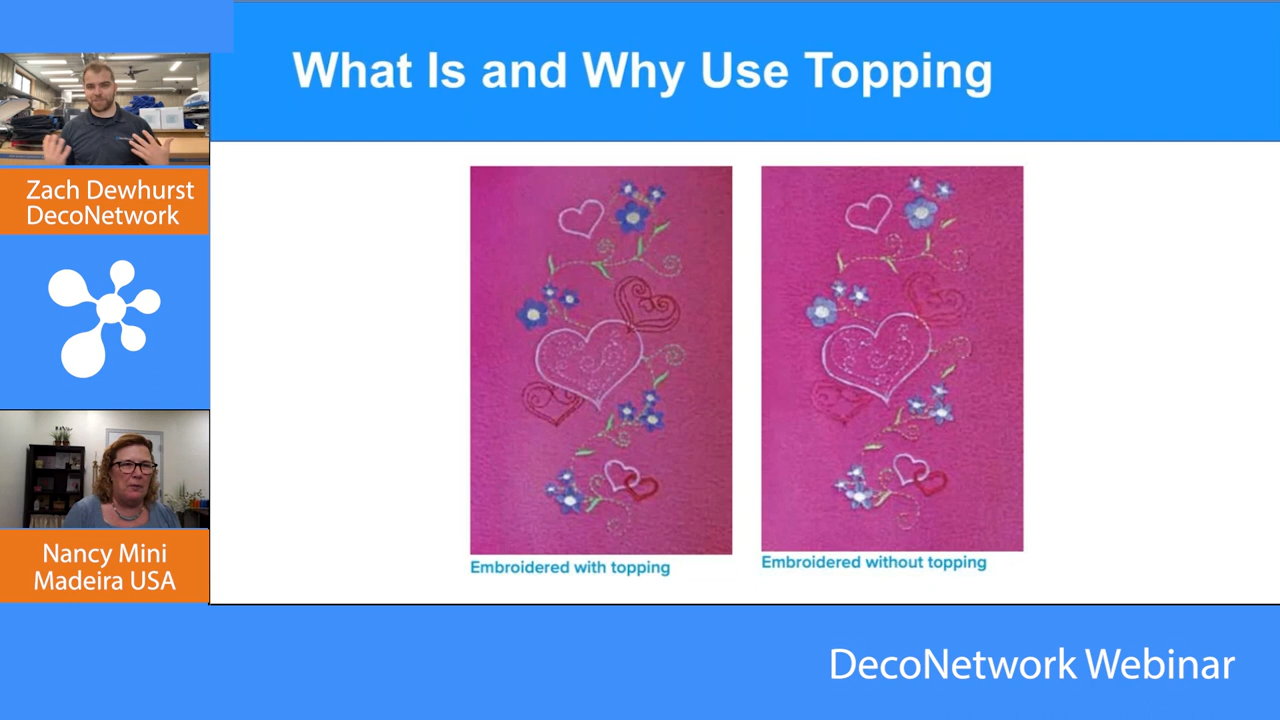 What Is and Why Use Topping
Zach Dewhurst
DecoNetwork
Nancy Mini
Madeira USA
Embroidered with topping
Embroidered without topping
DecoNetwork Webinar